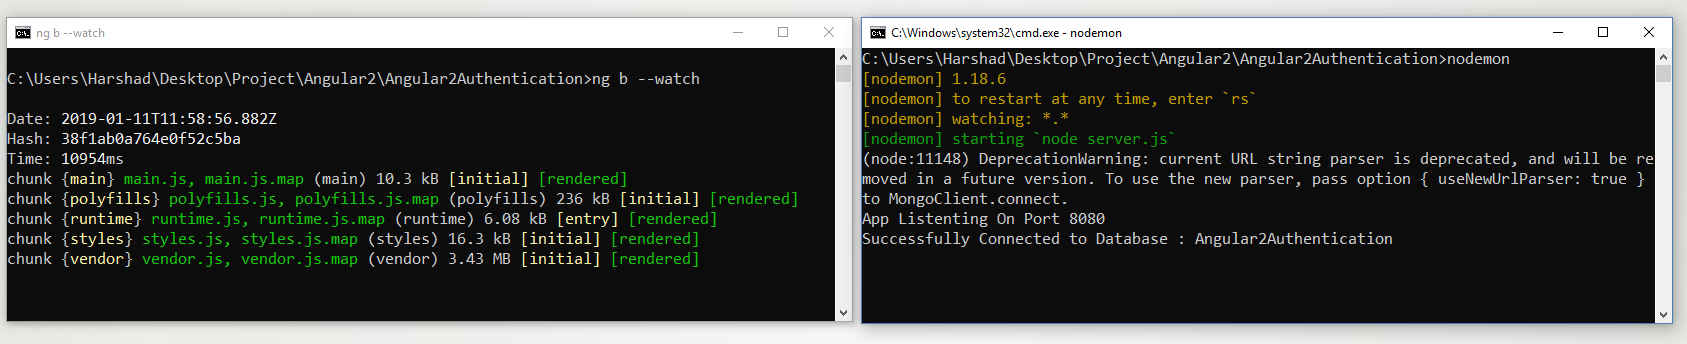 ng b --watch
C:\Users\Harshad\Desktop\Project\Angular2\Angular2Authentication>ng b --watch
Date: 2019-01-11T11:58:56.882Z
Hash: 38f1ab0a764e0f52c5ba
Time: 10954ms
chunk {main} main.js, main.js.map (main) 10.3 kB [initial] [rendered]
chunk {polyfills} polyfills.js, polyfills.js.map (polyfills) 236 kB [initial] [rendered]
chunk {runtime} runtime.js, runtime.js.map (runtime) 6.08 kB [entry] [rendered]
chunk {styles} styles.js, styles.js.map (styles) 16.3 kB [initial] [rendered]
chunk {vendor} vendor.js, vendor.js.map (vendor) 3.43 MB [initial] [rendered]
C:\Windows\system32\cmd.exe - nodemon
C:\Users\Harshad\Desktop\Project\Angular2\Angular2Authentication>nodemon
[nodemon] 1.18.6
[nodemon] to restart at any time, enter `rs`
[nodemon] watching: *.*
[nodemon] starting `node server.js`
(node:11148) DeprecationWarning: current URL string parser is deprecated, and will be re
moved in a future version. To use the new parser, pass option { useNewUrlParser: true }
to MongoClient.connect.
App Listenting On Port 8080
Successfully Connected to Database : Angular2Authentication